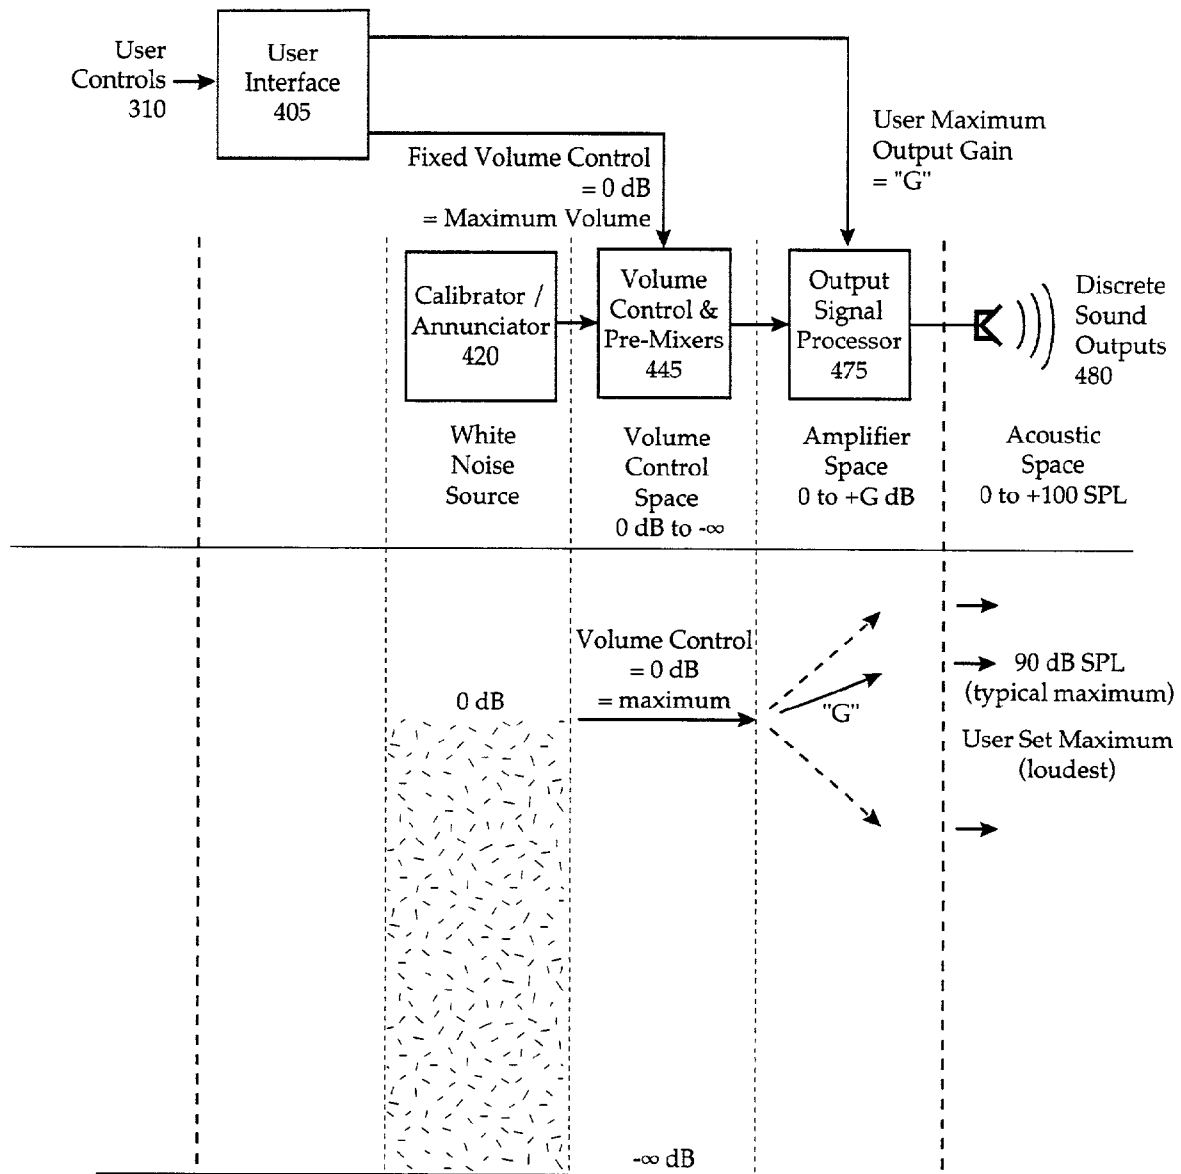 User
Controls
310
User
Interface
405
Fixed Volume Control
= 0 dB
= Maximum Volume
User Maximum
Output Gain
= "G"
Calibrator /
Annunciator
420
Volume
Control &
Pre-Mixers
445
Output
Signal
Processor
475
Discrete
Sound
Outputs
480
White
Noise
Source
Volume
Control
Space
0 dB to -∞
Amplifier
Space
0 to +G dB
Acoustic
Space
0 to +100 SPL
0 dB
Volume Control
= 0 dB
= maximum
"G"
90 dB SPL
(typical maximum)
User Set Maximum
(loudest)
-∞ dB